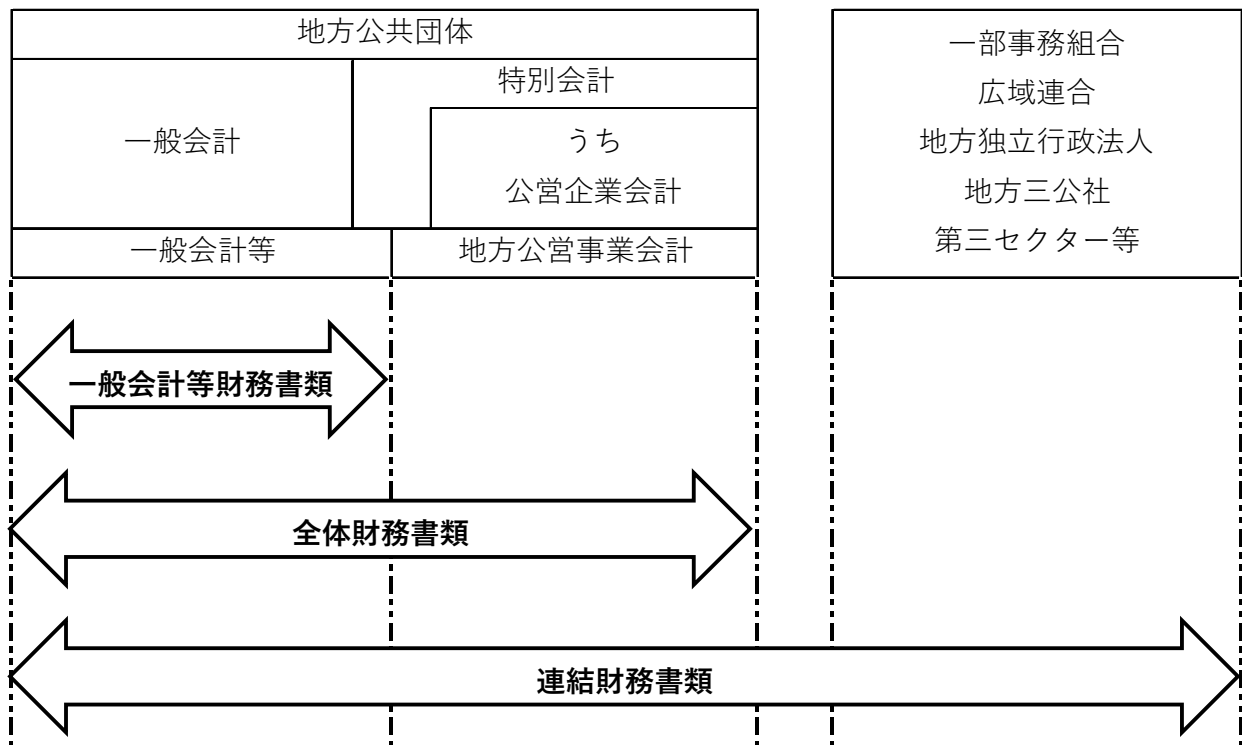 地方公共団体
一般会計
特別会計
うち
公営企業会計
一般会計等
地方公営事業会計
一部事務組合
広域連合
地方独立行政法人
地方三公社
第三セクター等
一般会計等財務書類
全体財務書類
連結財務書類